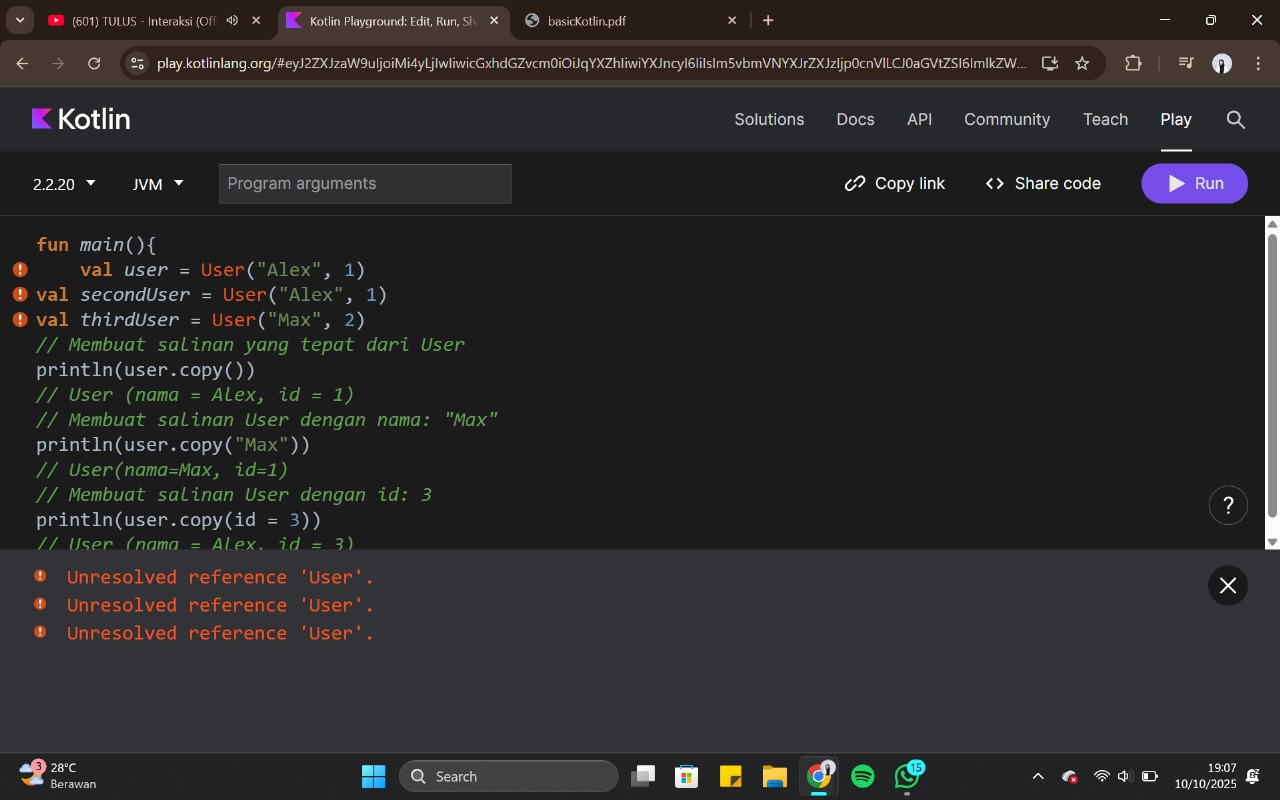 (601) TULUS - Interaksi (Offi
Kotlin Playground: Edit, Run, Sh
basicKotlin.pdf
play.kotlinlang.org/#eyJ2ZXJzaW9uIjoiMi4yLjIwIiwicGxhdGZvcm0iOiJqYXZhIiwiYXJncyI6IiIsIm5vbmVNYXJrZXJzIjp0cnVlLCJ0aGVtZSI6ImlkZW...
Kotlin
Solutions
Docs
API
Community
Teach
Play
2.2.20
JVM
Program arguments
Copy link
<> Share code
Run
fun main(){
val user = User("Alex", 1)
val secondUser = User("Alex", 1)
val thirdUser = User("Max", 2)
// Membuat salinan yang tepat dari User
println(user.copy())
// User (nama = Alex, id = 1)
// Membuat salinan User dengan nama: "Max"
println(user.copy("Max"))
// User(nama=Max, id=1)
// Membuat salinan User dengan id: 3
println(user.copy(id = 3))
// User (nama = Alex, id = 3)
?
Unresolved reference 'User'.
Unresolved reference 'User'.
Unresolved reference 'User'.
3
28°C
Berawan
Search
15
19:07
10/10/2025